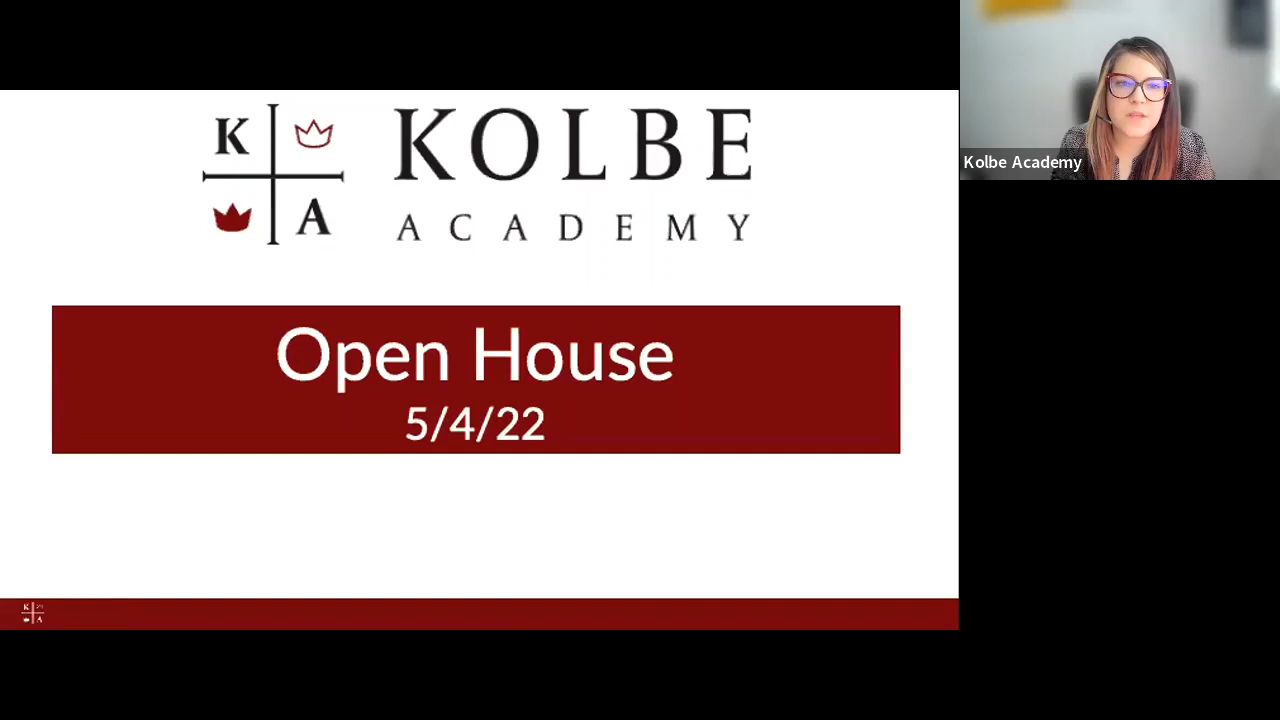 K
A
KOLBE
ACADEMY
Open House
5/4/22
K
A
Kolbe Academy